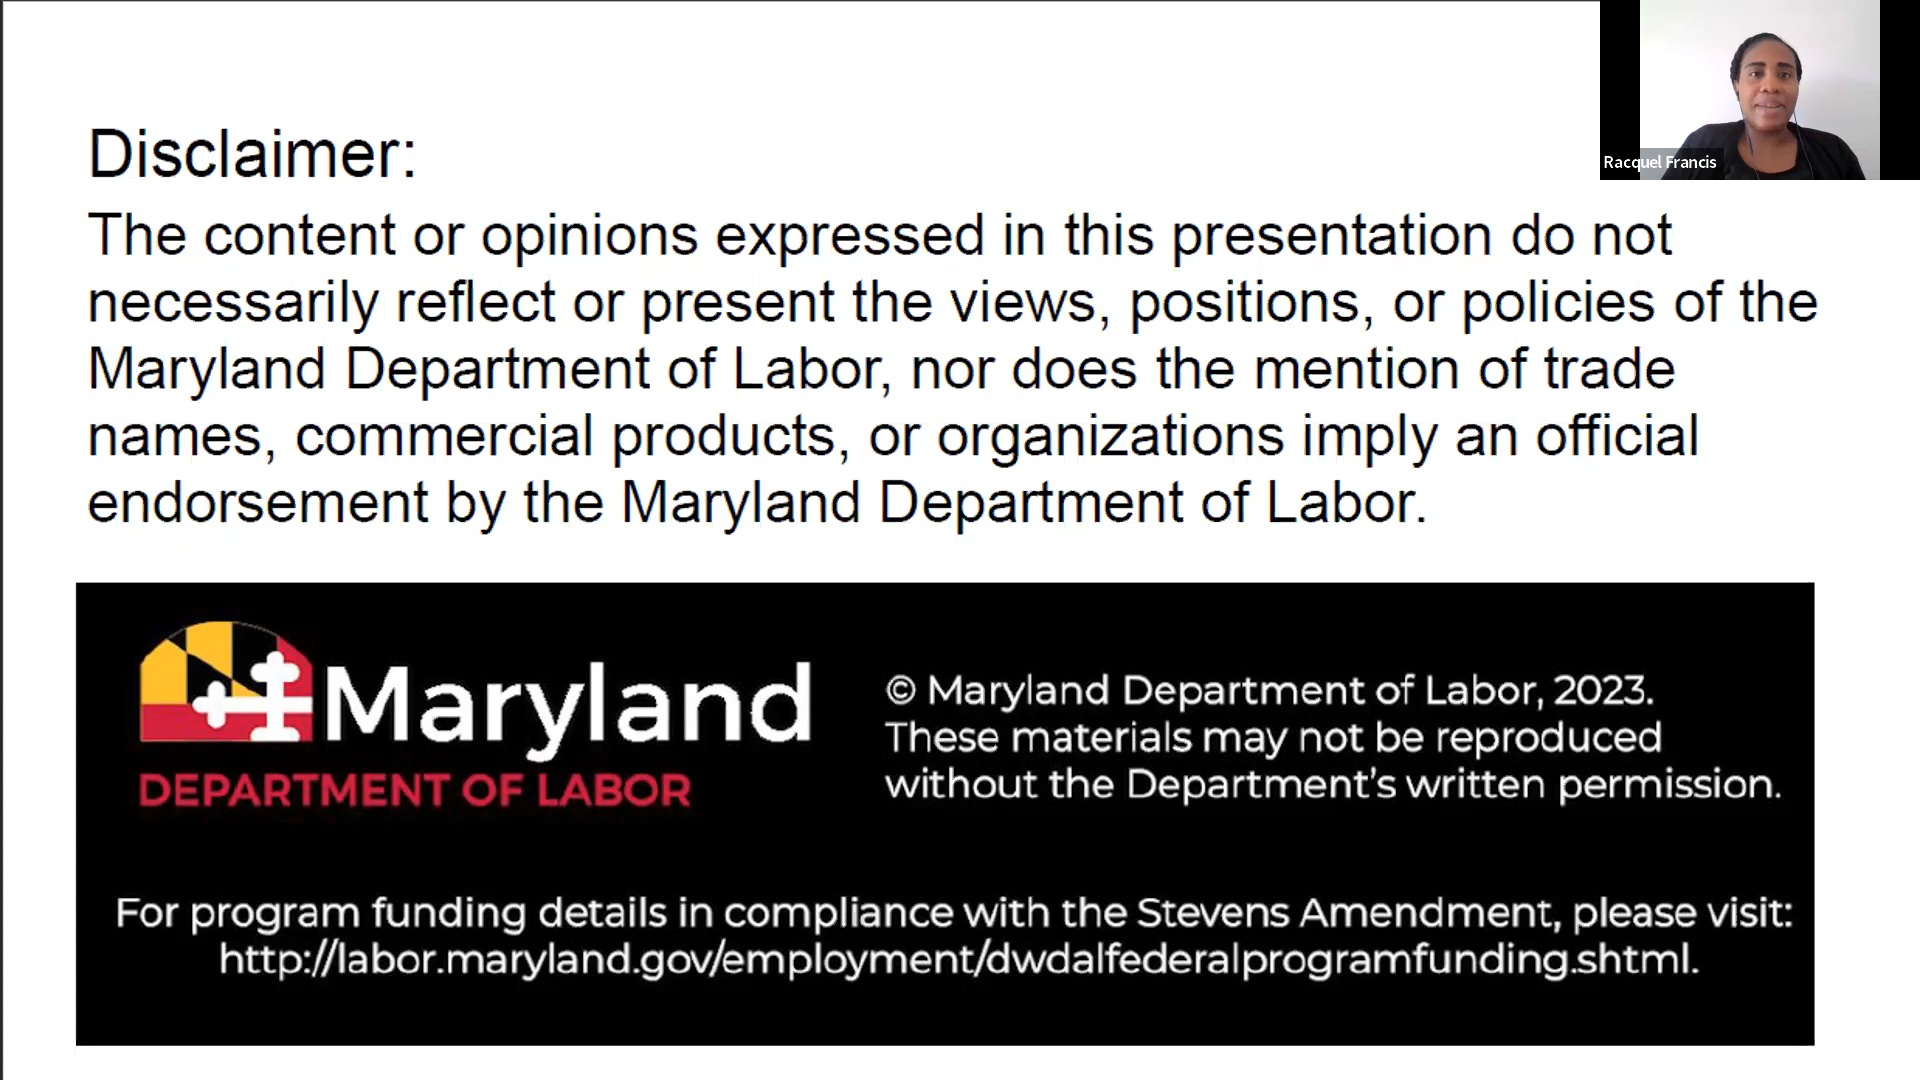 Racquel Francis
Disclaimer:
The content or opinions expressed in this presentation do not
necessarily reflect or present the views, positions, or policies of the
Maryland Department of Labor, nor does the mention of trade
names, commercial products, or organizations imply an official
endorsement by the Maryland Department of Labor.
Maryland
DEPARTMENT OF LABOR
© Maryland Department of Labor, 2023.
These materials may not be reproduced
without the Department's written permission.
For program funding details in compliance with the Stevens Amendment, please visit:
http://labor.maryland.gov/employment/dwdalfederalprogramfunding.shtml.